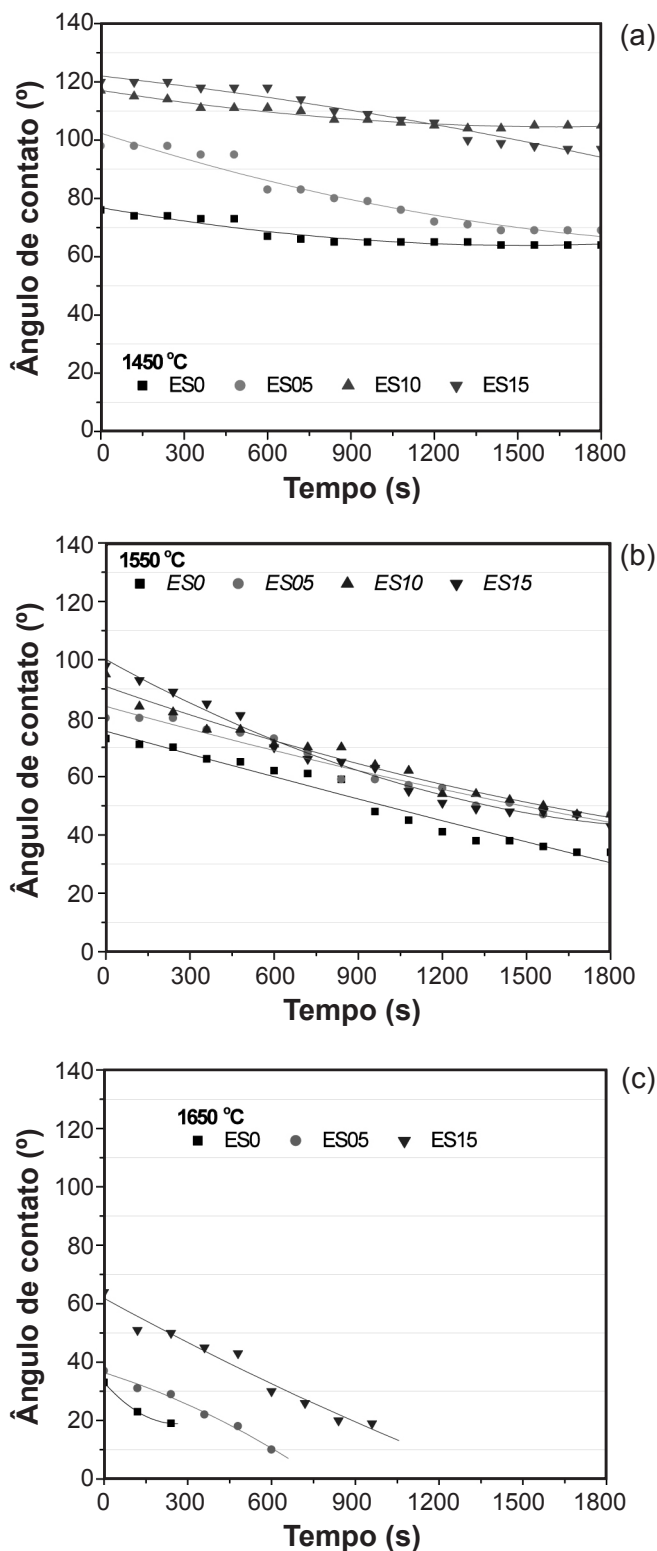 (a)
140
120
100
80
60
40
20
0
Ângulo de contato (º)
1450 °C
ES0 ES05 ES10 ES15
0 300 600 900 1200 1500 1800
Tempo (s)
(b)
140
120
100
80
60
40
20
0
Ângulo de contato (º)
1550 °C
ES0 ES05 ES10 ES15
0 300 600 900 1200 1500 1800
Tempo (s)
(c)
140
120
100
80
60
40
20
0
Ângulo de contato (º)
1650 °C
ES0 ES05 ES15
0 300 600 900 1200 1500 1800
Tempo (s)